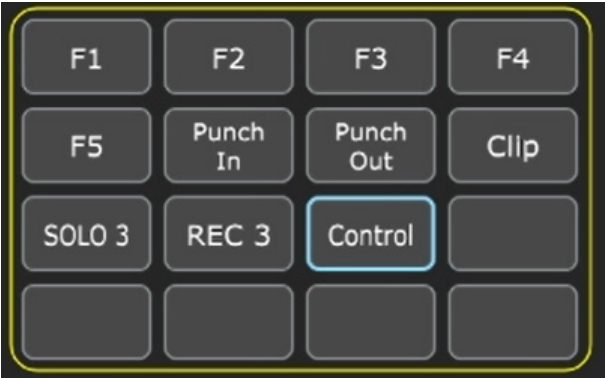 F1 F2 F3 F4
F5 Punch In Punch Out Clip
SOLO 3 REC 3 Control